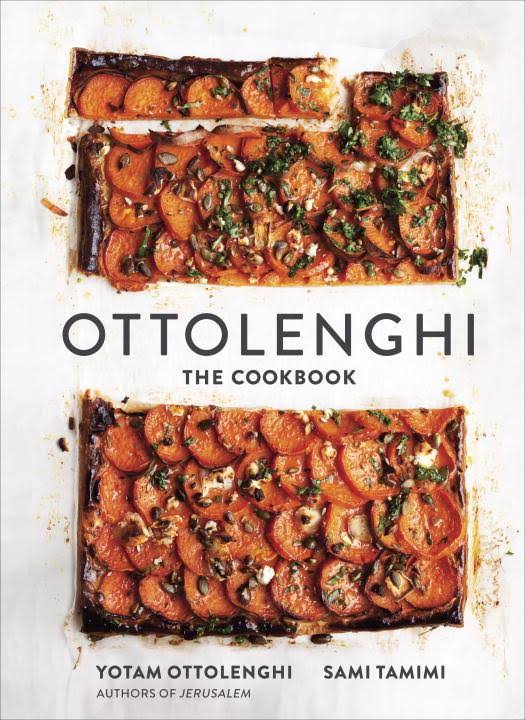 OTTOLENGHI
THE COOKBOOK
YOTAM OTTOLENGHI SAMI TAMIMI
AUTHORS OF JERUSALEM